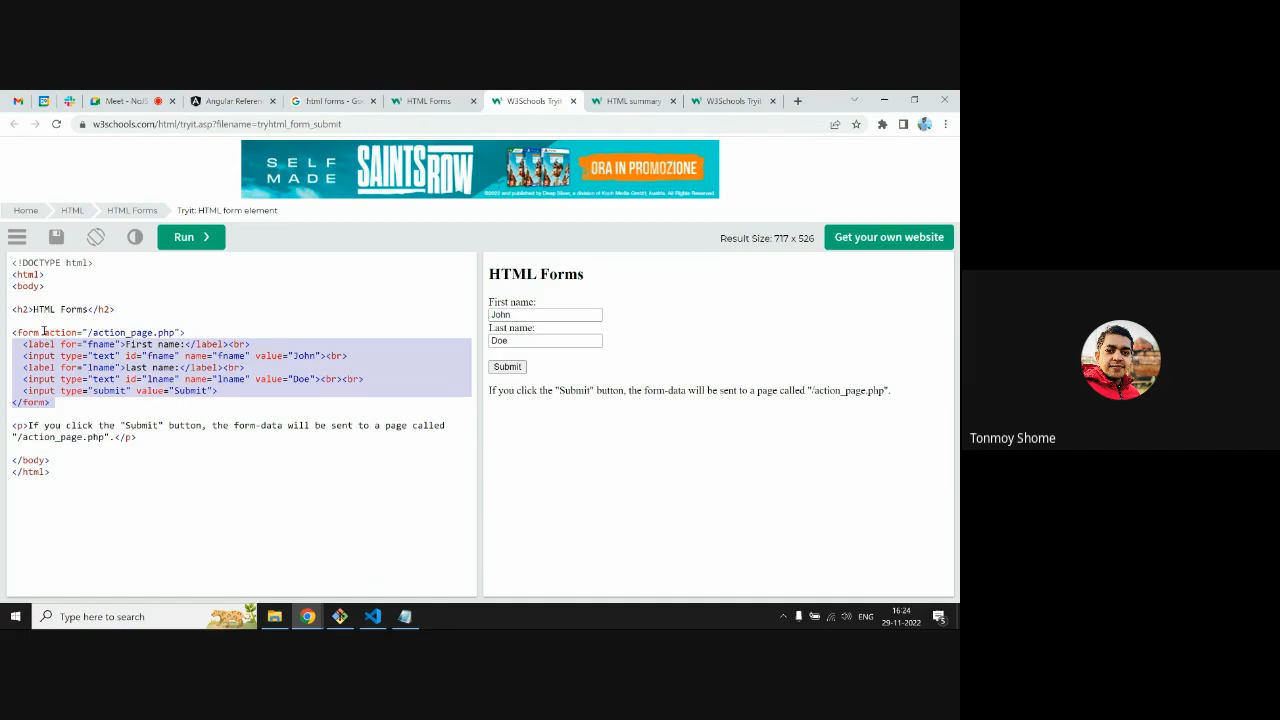 Meet - NoJS
Angular Referen
html forms - Goo
HTML Forms
W3Schools Tryit
HTML summary
W3Schools Tryit
w3schools.com/html/tryit.asp?filename=tryhtml_form_submit
SELF
MADE
SAINTS ROW
ORA IN PROMOZIONE
Home
HTML
HTML Forms
Tryit: HTML form element
Run
Result Size: 717 x 526
Get your own website
<!DOCTYPE html>
<html>
<body>
<h2>HTML Forms</h2>
<form action="/action_page.php">
<label for="fname">First name:</label><br>
<input type="text" id="fname" name="fname" value="John"><br>
<label for="lname">Last name:</label><br>
<input type="text" id="lname" name="lname" value="Doe"><br><br>
<input type="submit" value="Submit">
</form>
<p>If you click the "Submit" button, the form-data will be sent to a page called
"/action_page.php".</p>
</body>
</html>
HTML Forms
First name:
John
Last name:
Doe
Submit
If you click the "Submit" button, the form-data will be sent to a page called "/action_page.php".
Tonmoy Shome
Type here to search
ENG
16:24
29-11-2022
5